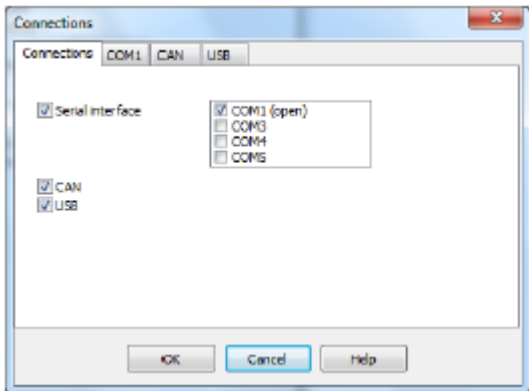 Connections
Connections COM1 CAN USB
Serial interface
COM1 (open)
COM3
COM4
COM5
CAN
USB
OK Cancel Help